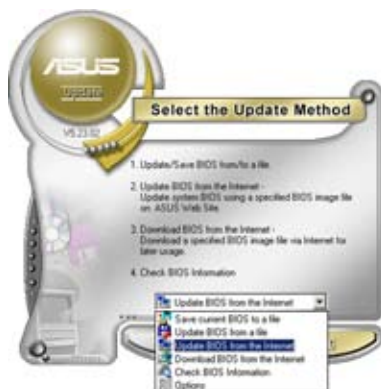 ASUS
Update
V5.23.02
Select the Update Method
1. Update/Save BIOS from/to a file
2. Update BIOS from the Internet -
Update system BIOS using a specified BIOS image file
on ASUS Web Site.
3. Download BIOS from the Internet -
Download a specified BIOS image file via Internet for
later usage.
4. Check BIOS Information
Update BIOS from the Internet
Save current BIOS to a file
Update BIOS from a file
Update BIOS from the Internet
Download BIOS from the Internet
Check BIOS Information
Options